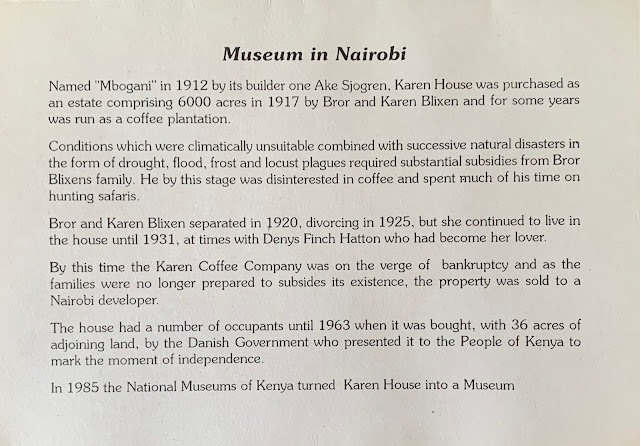 Museum in Nairobi
Named "Mbogani" in 1912 by its builder one Ake Sjogren, Karen House was purchased as
an estate comprising 6000 acres in 1917 by Bror and Karen Blixen and for some years
was run as a coffee plantation.
Conditions which were climatically unsuitable combined with successive natural disasters in
the form of drought, flood, frost and locust plagues required substantial subsidies from Bror
Blixens family. He by this stage was disinterested in coffee and spent much of his time on
hunting safaris.
Bror and Karen Blixen separated in 1920, divorcing in 1925, but she continued to live in
the house until 1931, at times with Denys Finch Hatton who had become her lover.
By this time the Karen Coffee Company was on the verge of bankruptcy and as the
families were no longer prepared to subsides its existence, the property was sold to a
Nairobi developer.
The house had a number of occupants until 1963 when it was bought, with 36 acres of
adjoining land, by the Danish Government who presented it to the People of Kenya to
mark the moment of independence.
In 1985 the National Museums of Kenya turned Karen House into a Museum